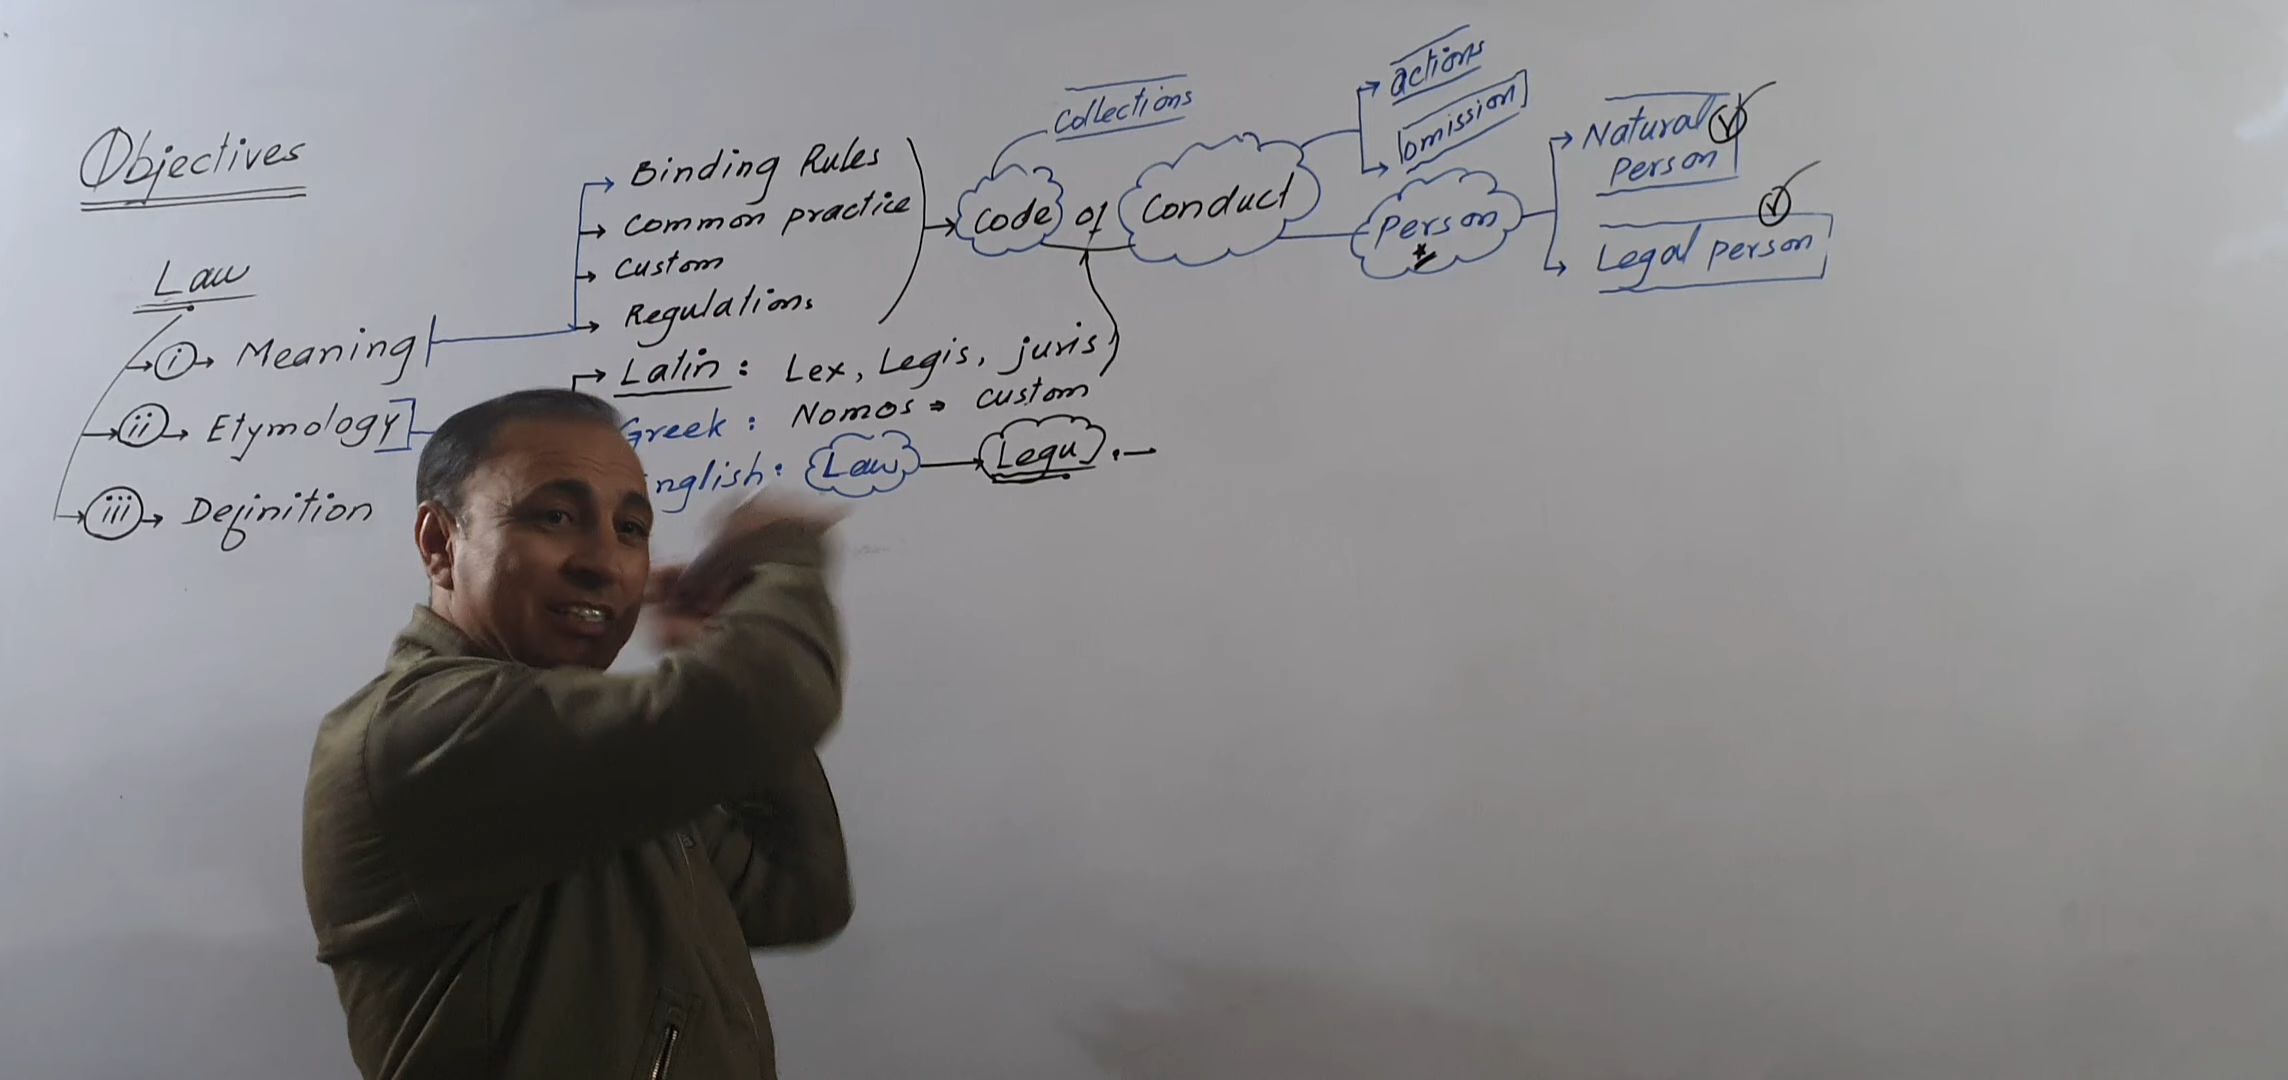 Objectives
Law
i → Meaning
ii → Etymology
iii → Definition
Binding Rules
Common practice
Custom
Regulations
Latin : Lex, Legis, juris
Greek : Nomos → custom
nglish : Law → Legu
Code of Conduct
Collections
actions
omission
Person
Natural
Person
Legal person